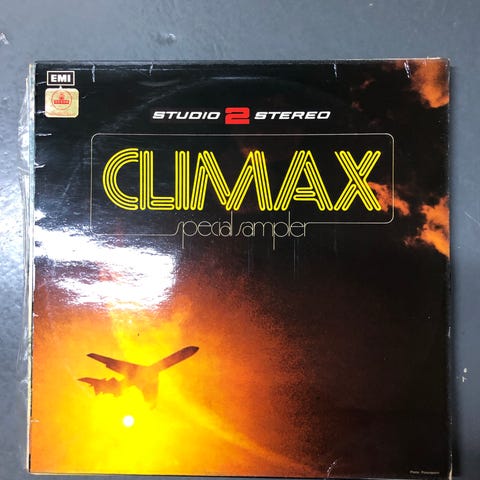 EMI
STUDIO 2 STEREO
CLIMAX
special sampler